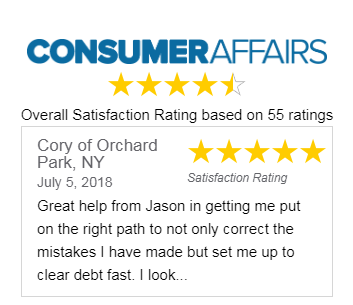 CONSUMERAFFAIRS
Overall Satisfaction Rating based on 55 ratings
Cory of Orchard
Park, NY
July 5, 2018
Satisfaction Rating
Great help from Jason in getting me put
on the right path to not only correct the
mistakes I have made but set me up to
clear debt fast. I look...